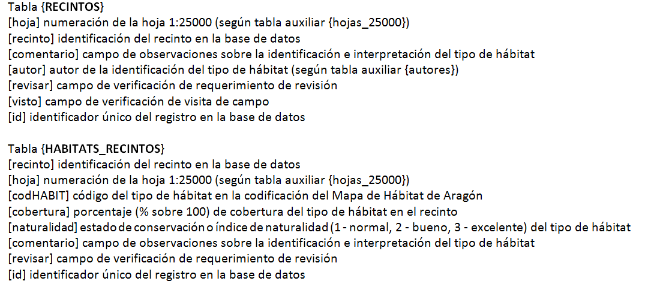 Tabla {RECINTOS}
[hoja] numeración de la hoja 1:25000 (según tabla auxiliar {hojas_25000})
[recinto] identificación del recinto en la base de datos
[comentario] campo de observaciones sobre la identificación e interpretación del tipo de hábitat
[autor] autor de la identificación del tipo de hábitat (según tabla auxiliar {autores})
[revisar] campo de verificación de requerimiento de revisión
[visto] campo de verificación de visita de campo
[id] identificador único del registro en la base de datos
Tabla {HABITATS_RECINTOS}
[recinto] identificación del recinto en la base de datos
[hoja] numeración de la hoja 1:25000 (según tabla auxiliar {hojas_25000})
[codHABIT] código del tipo de hábitat en la codificación del Mapa de Hábitat de Aragón
[cobertura] porcentaje (% sobre 100) de cobertura del tipo de hábitat en el recinto
[naturalidad] estado de conservación o índice de naturalidad (1 - normal, 2 - bueno, 3 - excelente) del tipo de hábitat
[comentario] campo de observaciones sobre la identificación e interpretación del tipo de hábitat
[revisar] campo de verificación de requerimiento de revisión
[id] identificador único del registro en la base de datos